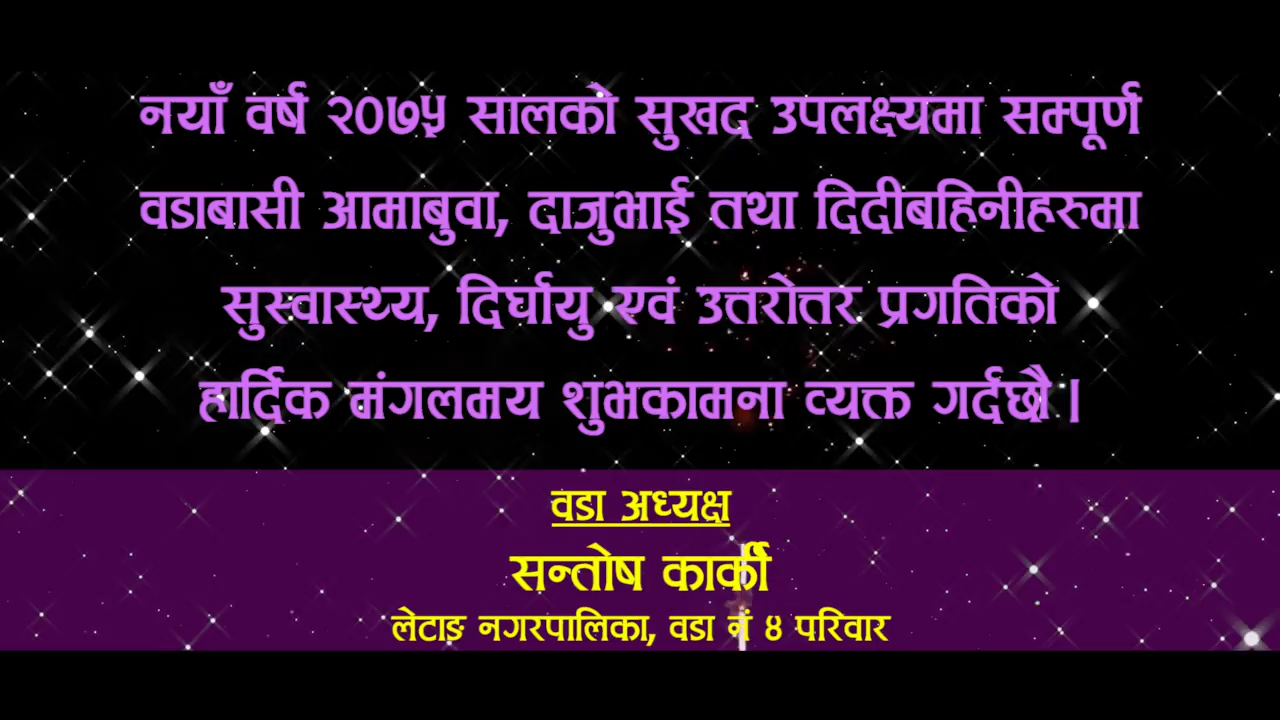 नयाँ वर्ष २०७५ सालको सुखद उपलक्ष्यमा सम्पूर्ण
वडाबासी आमाबुवा, दाजुभाई तथा दिदीबहिनीहरुमा
सुस्वास्थ्य, दिर्घायु एवं उत्तरोत्तर प्रगतिको
हार्दिक मंगलमय शुभकामना व्यक्त गर्दछौ ।
वडा अध्यक्ष
सन्तोष कार्की
लेटाङ नगरपालिका, वडा नं ४ परिवार